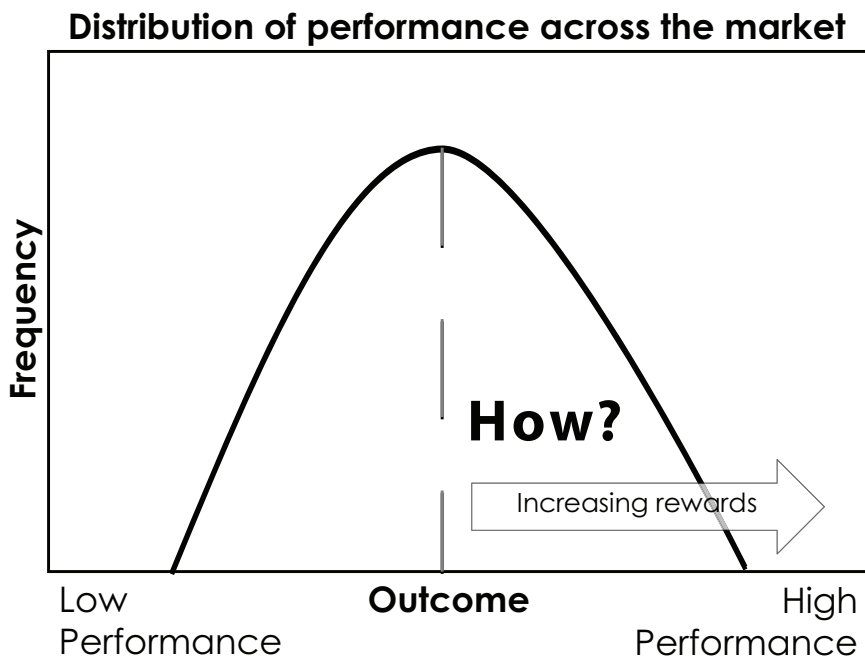 Distribution of performance across the market
Frequency
How?
Increasing rewards
Low
Performance
Outcome
High
Performance